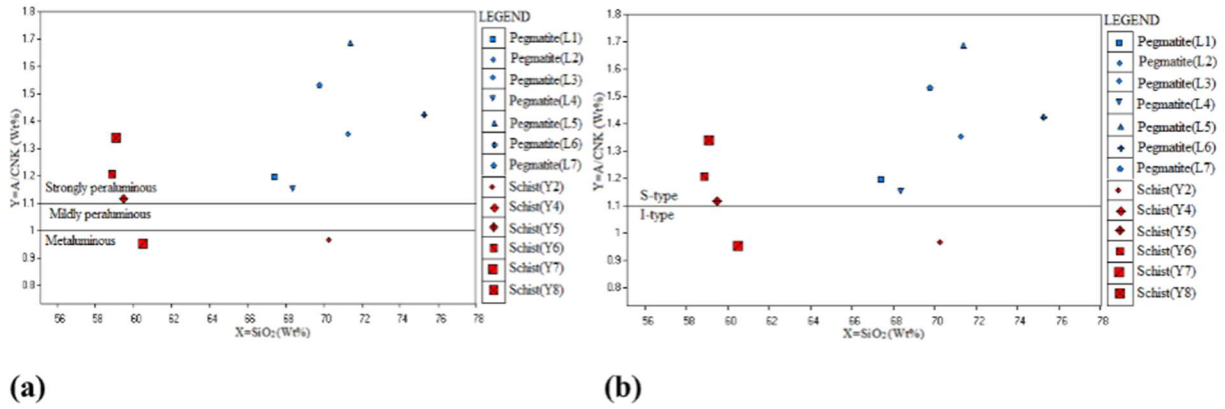 LEGEND
1.8
1.7
1.6
1.5
1.4
1.3
1.2
1.1
1
0.9
0.8
Y=A/CNK (Wt%)
Strongly peraluminous
Mildly peraluminous
Metaluminous
56 58 60 62 64 66 68 70 72 74 76 78
X=SiO₂(Wt%)
Pegmatite(L1)
Pegmatite(L2)
Pegmatite(L3)
Pegmatite(L4)
Pegmatite(L5)
Pegmatite(L6)
Pegmatite(L7)
Schist(Y2)
Schist(Y4)
Schist(Y5)
Schist(Y6)
Schist(Y7)
Schist(Y8)
(a)
LEGEND
1.8
1.7
1.6
1.5
1.4
1.3
1.2
1.1
1
0.9
0.8
Y=A/CNK (Wt%)
S-type
I-type
56 58 60 62 64 66 68 70 72 74 76 78
X=SiO₂(Wt%)
Pegmatite(L1)
Pegmatite(L2)
Pegmatite(L3)
Pegmatite(L4)
Pegmatite(L5)
Pegmatite(L6)
Pegmatite(L7)
Schist(Y2)
Schist(Y4)
Schist(Y5)
Schist(Y6)
Schist(Y7)
Schist(Y8)
(b)